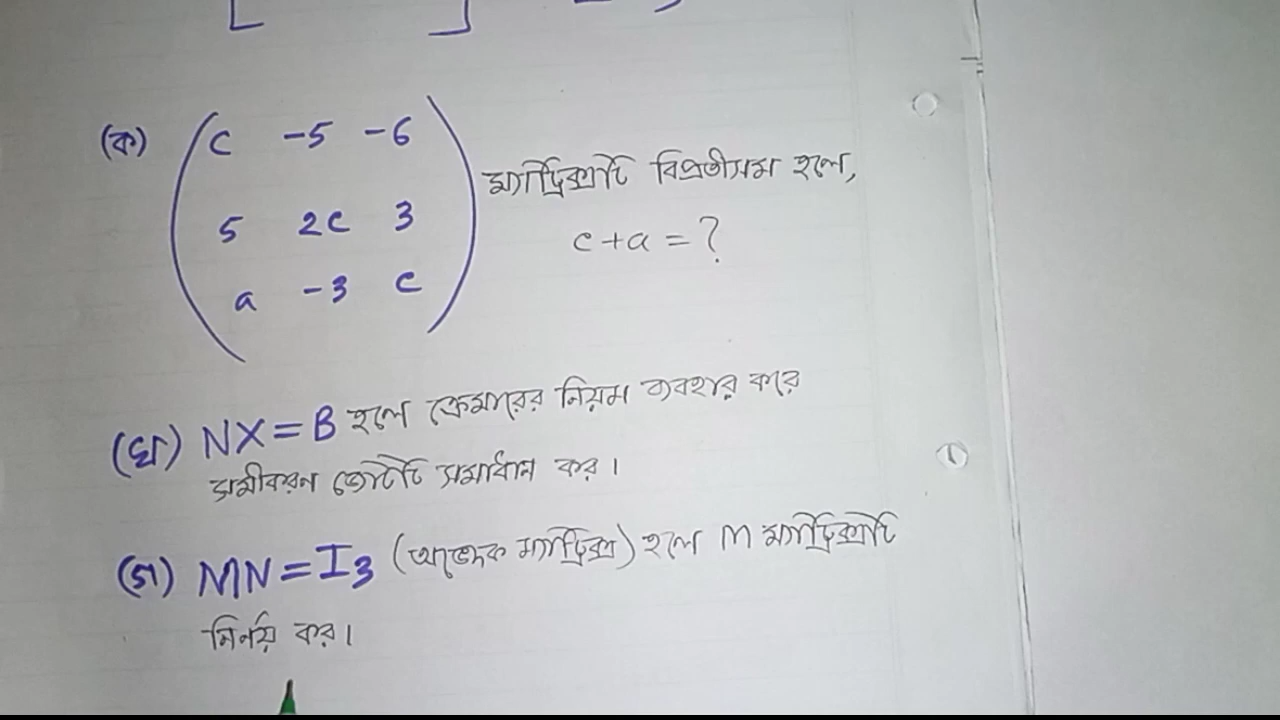 (ক) (c -5 -6
5 2c 3
a -3 c) ম্যাট্রিক্সটি বিপ্রতীসম হলে,
c+a=?
(খ) NX=B হলে ক্রেমারের নিয়ম ব্যবহার করে
সমীকরণ জোটটি সমাধান কর।
(গ) MN=I3 (অভেদক ম্যাট্রিক্স) হলে M ম্যাট্রিক্সটি
নির্ণয় কর।